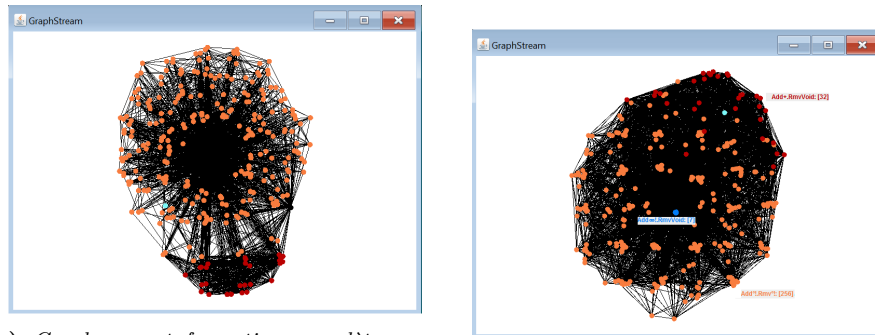 GraphStream
GraphStream
Add+.RmvVoid: [32]
Add=!.RmvVoid: [7]
Add*!.Rmv*!: [256]